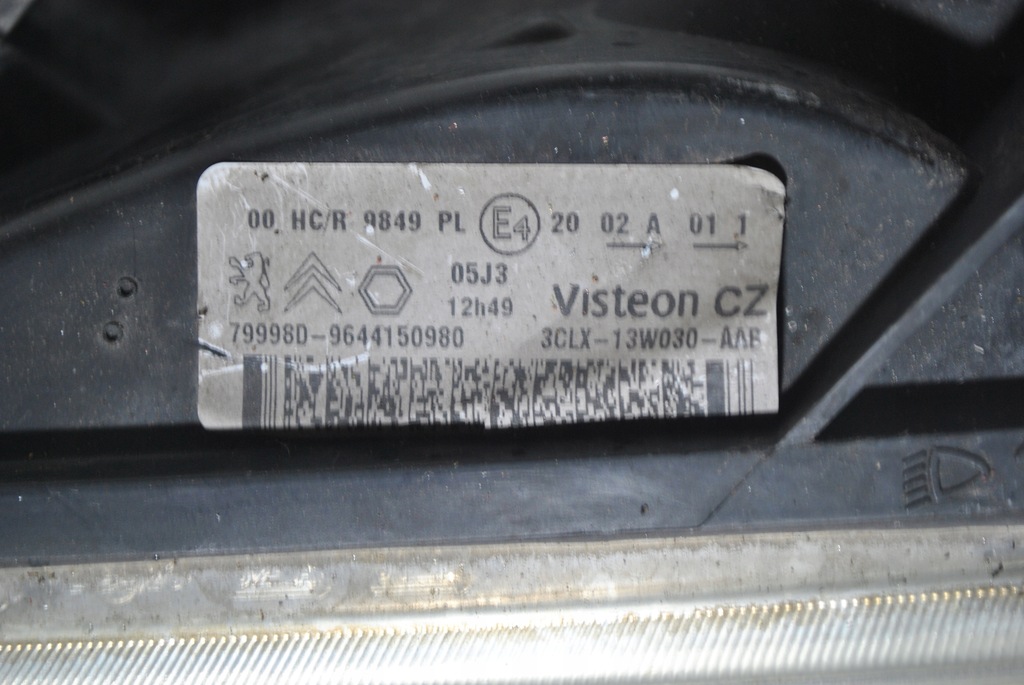 00 HC/R 9849 PL E4 20 02 A 01 1
05J3
12h49
Visteon CZ
79998D-9644150980
3CLX-13W030-AAB